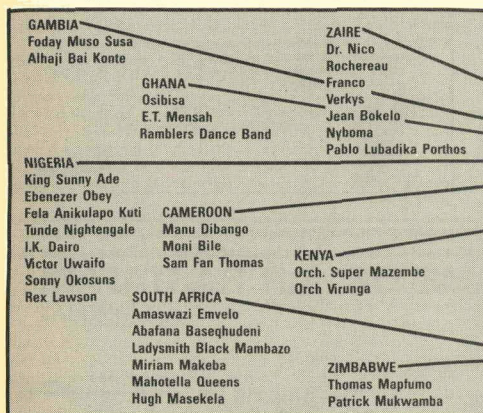 GAMBIA
Foday Muso Susa
Alhaji Bai Konte
ZAIRE
Dr. Nico
Rochereau
Franco
Verkys
Jean Bokelo
Nyboma
Pablo Lubadika Porthos
GHANA
Osibisa
E.T. Mensah
Ramblers Dance Band
NIGERIA
King Sunny Ade
Ebenezer Obey
Fela Anikulapo Kuti
Tunde Nightengale
I.K. Dairo
Victor Uwaifo
Sonny Okosuns
Rex Lawson
CAMEROON
Manu Dibango
Moni Bile
Sam Fan Thomas
KENYA
Orch. Super Mazembe
Orch Virunga
SOUTH AFRICA
Amaswazi Emvelo
Abafana Baseqhudeni
Ladysmith Black Mambazo
Miriam Makeba
Mahotella Queens
Hugh Masekela
ZIMBABWE
Thomas Mapfumo
Patrick Mukwamba